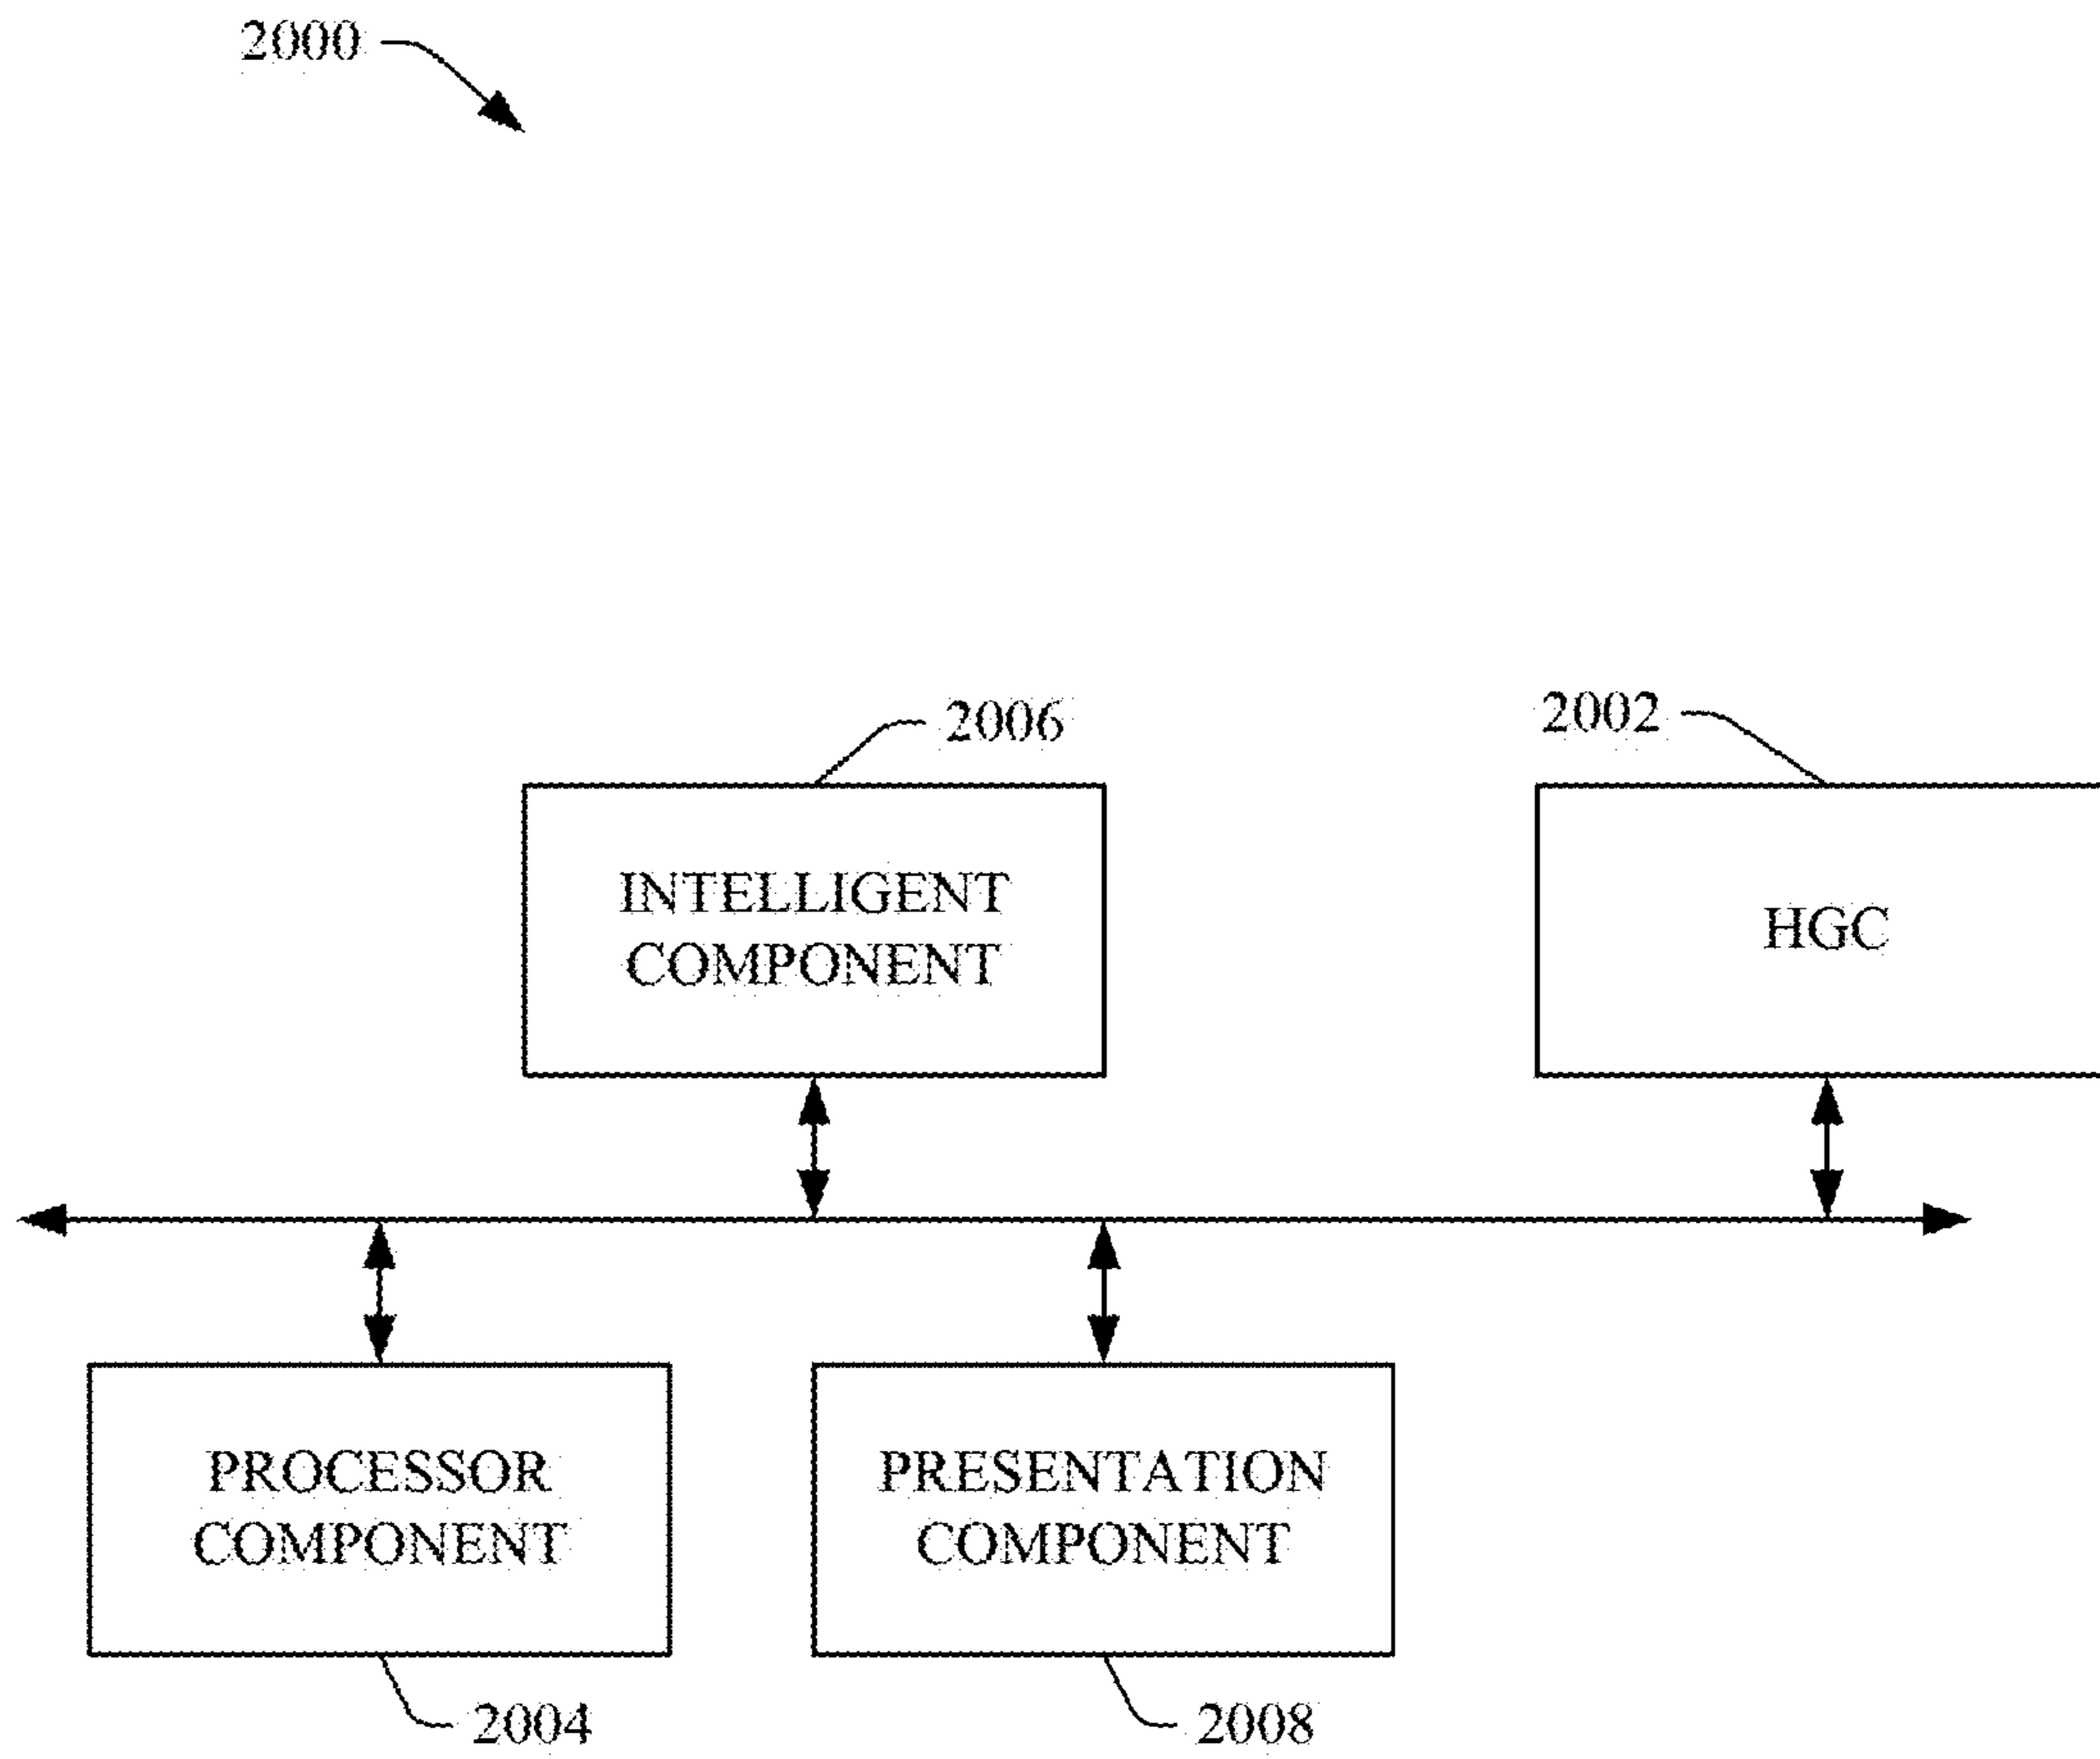 2000
2006
2002
INTELLIGENT
COMPONENT
HGC
PROCESSOR
COMPONENT
PRESENTATION
COMPONENT
2004
2008